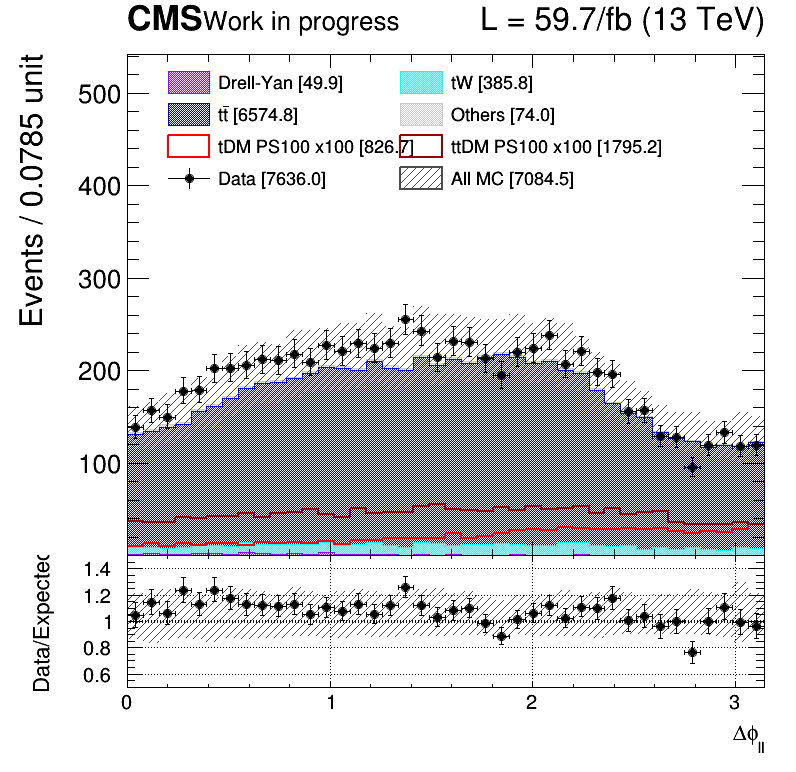 CMS Work in progress L = 59.7/fb (13 TeV)
Events / 0.0785 unit
500
400
300
200
100
Drell-Yan [49.9] tW [385.8]
tt̄ [6574.8] Others [74.0]
tDM PS100 x100 [826.7] ttDM PS100 x100 [1795.2]
Data [7636.0] All MC [7084.5]
Data/Expected
1.4
1.2
1
0.8
0.6
0 1 2 3
Δϕll